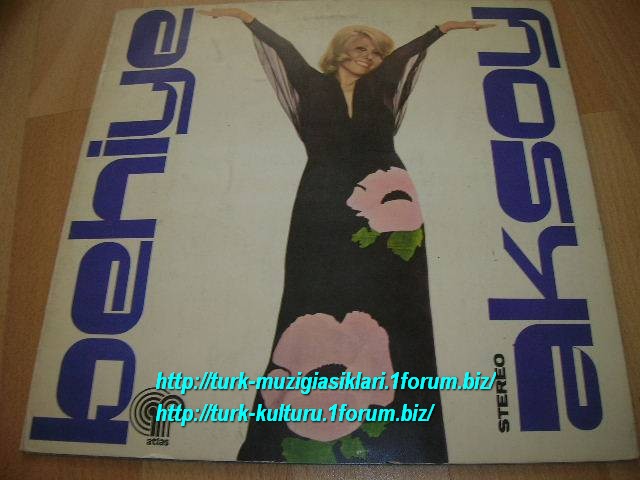 behiye
aksoy
STEREO
atlas
http://turk-muzigiasiklari.1forum.biz/
http://turk-kulturu.1forum.biz/